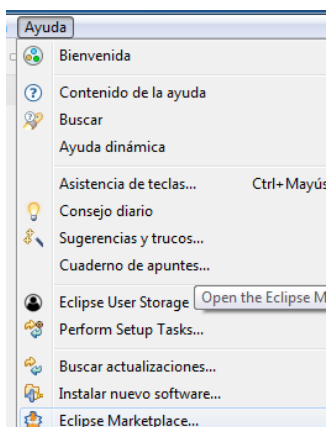 Ayuda
Bienvenida
Contenido de la ayuda
Buscar
Ayuda dinámica
Asistencia de teclas... Ctrl+Mayús
Consejo diario
Sugerencias y trucos...
Cuaderno de apuntes...
Eclipse User Storage Open the Eclipse M
Perform Setup Tasks...
Buscar actualizaciones...
Instalar nuevo software...
Eclipse Marketplace...